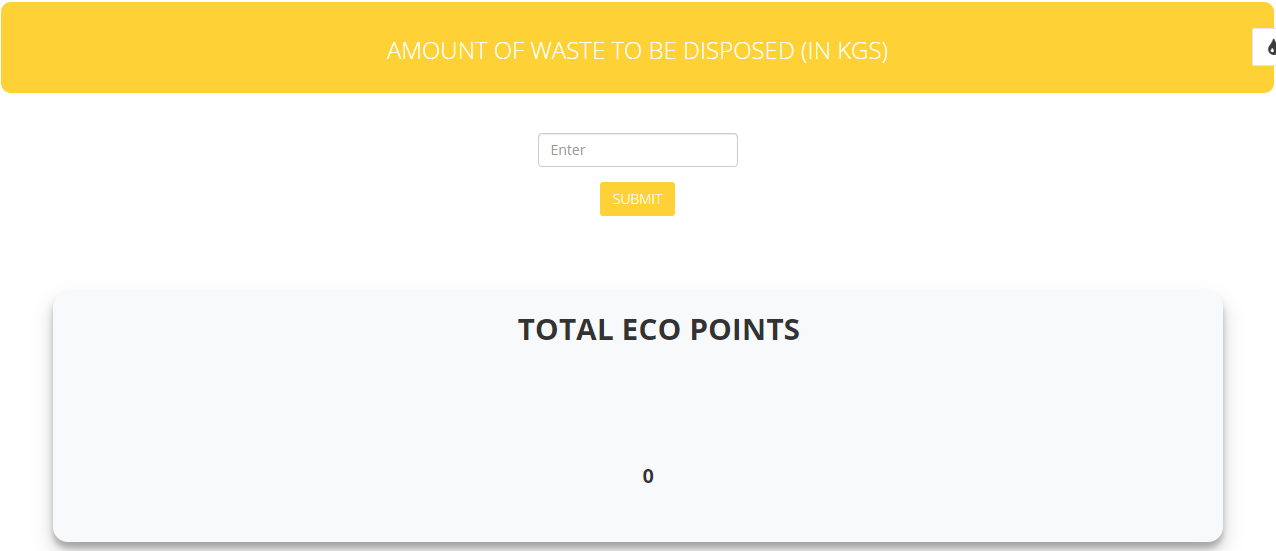 AMOUNT OF WASTE TO BE DISPOSED (IN KGS)
Enter
SUBMIT
TOTAL ECO POINTS
0